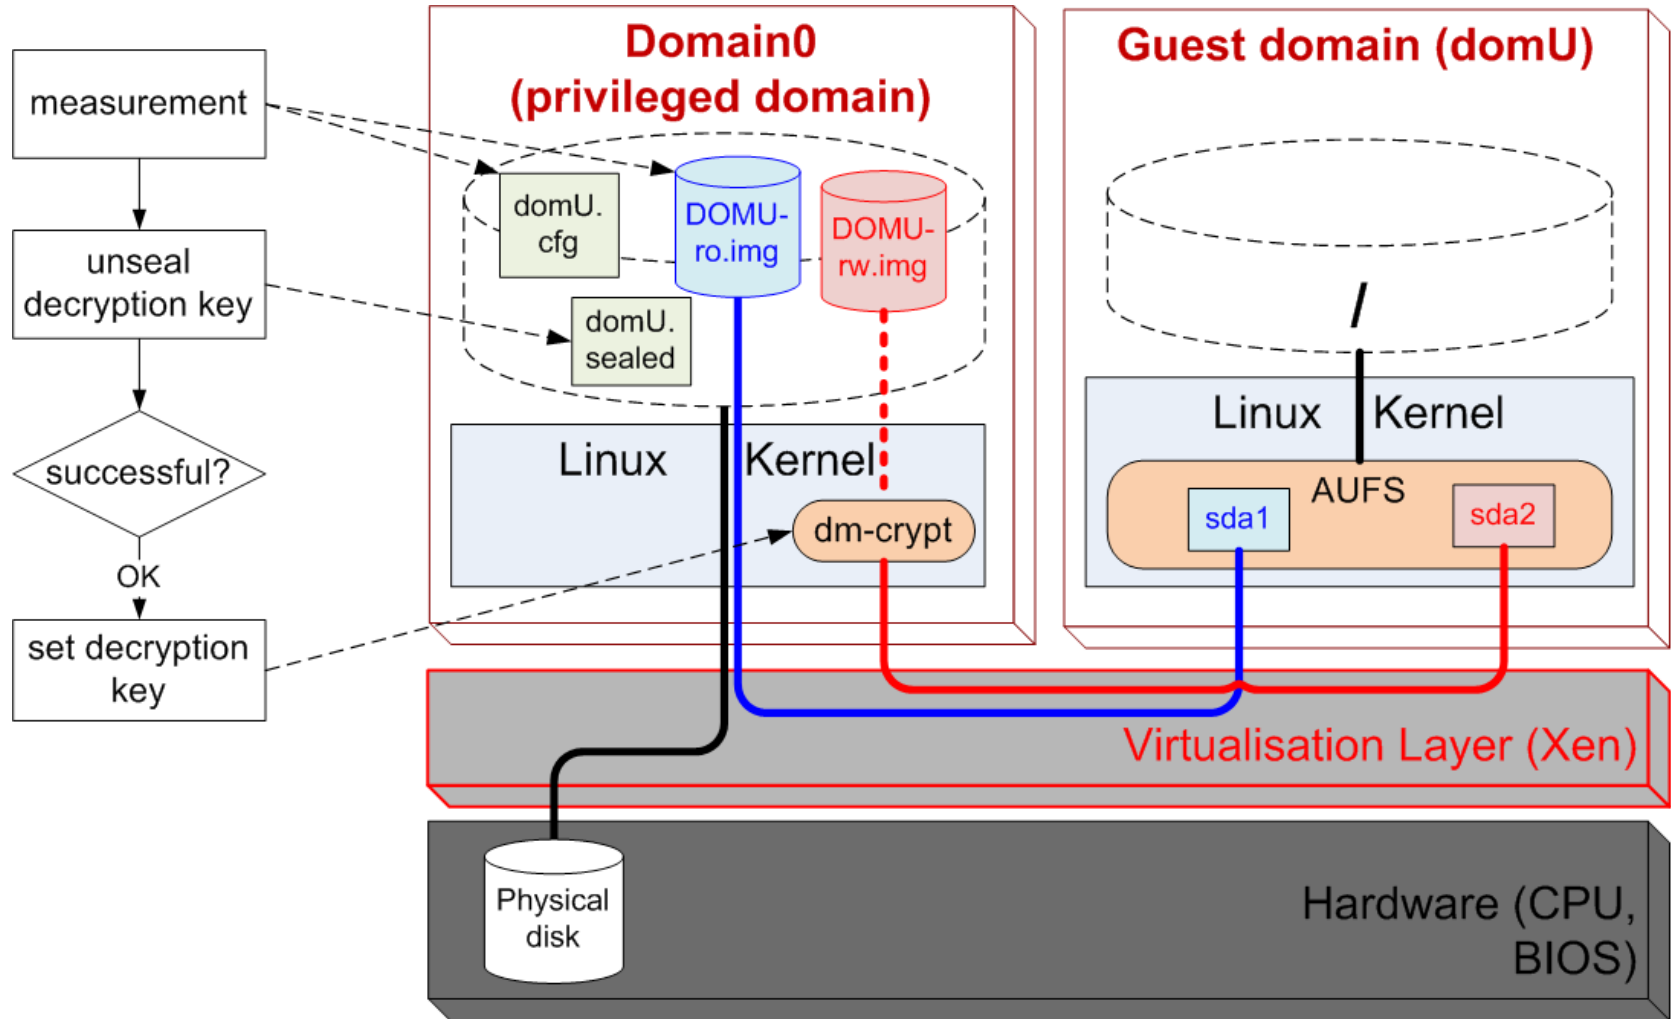 measurement
unseal
decryption key
successful?
OK
set decryption
key
Domain0
(privileged domain)
domU.
cfg
DOMU-
ro.img
DOMU-
rw.img
domU.
sealed
Linux Kernel
dm-crypt
Guest domain (domU)
/
Linux Kernel
AUFS
sda1
sda2
Virtualisation Layer (Xen)
Physical
disk
Hardware (CPU,
BIOS)